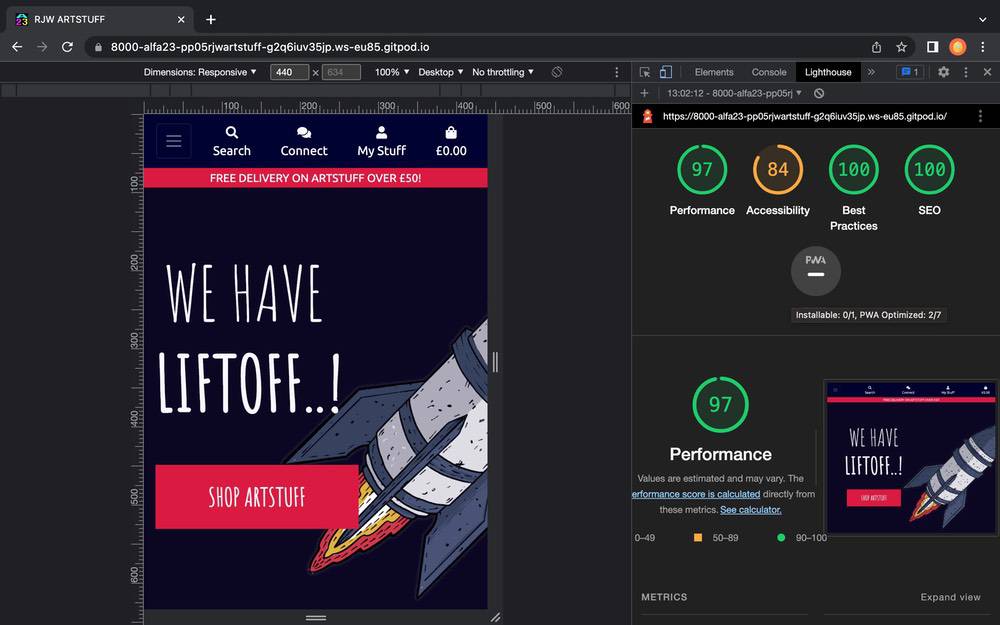 RJW ARTSTUFF
8000-alfa23-pp05rjwartstuff-g2q6iuv35jp.ws-eu85.gitpod.io
Dimensions: Responsive 440 × 634 100% Desktop No throttling
Elements Console Lighthouse » 1
13:02:12 - 8000-alfa23-pp05rj
100 200 300 400 500 600
https://8000-alfa23-pp05rjwartstuff-g2q6iuv35jp.ws-eu85.gitpod.io/
Search Connect My Stuff £0.00
FREE DELIVERY ON ARTSTUFF OVER £50!
100
200
300
400
500
600
WE HAVE
LIFTOFF..!
SHOP ARTSTUFF
97 84 100 100
Performance Accessibility Best Practices SEO
PWA
Installable: 0/1, PWA Optimized: 2/7
97
Performance
Values are estimated and may vary. The
erformance score is calculated directly from
these metrics. See calculator.
0–49 50–89 90–100
Search Connect My Stuff £0.00
FREE DELIVERY ON ARTSTUFF OVER £50!
WE HAVE
LIFTOFF..!
SHOP ARTSTUFF
METRICS Expand view